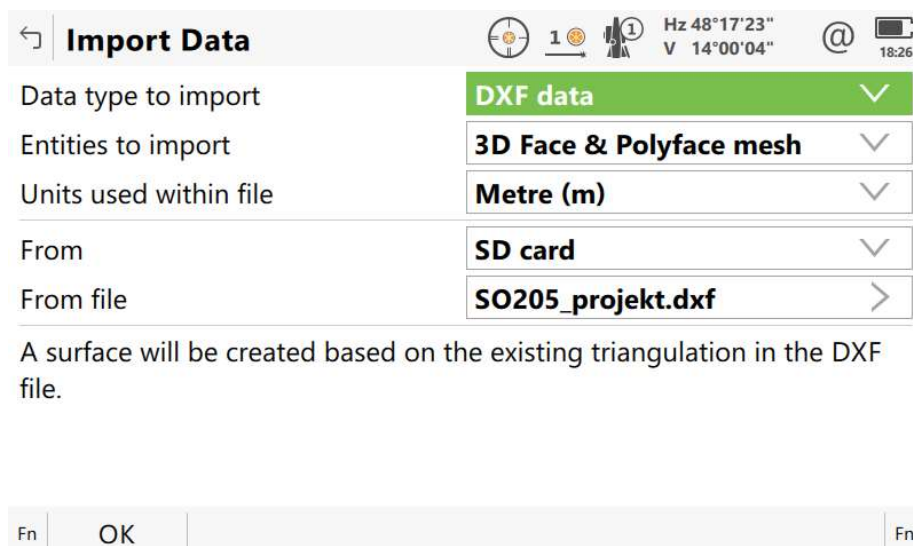 Import Data
1
1
Hz 48°17'23"
V 14°00'04"
@
18:26
Data type to import DXF data
Entities to import 3D Face & Polyface mesh
Units used within file Metre (m)
From SD card
From file SO205_projekt.dxf
A surface will be created based on the existing triangulation in the DXF
file.
Fn OK Fn